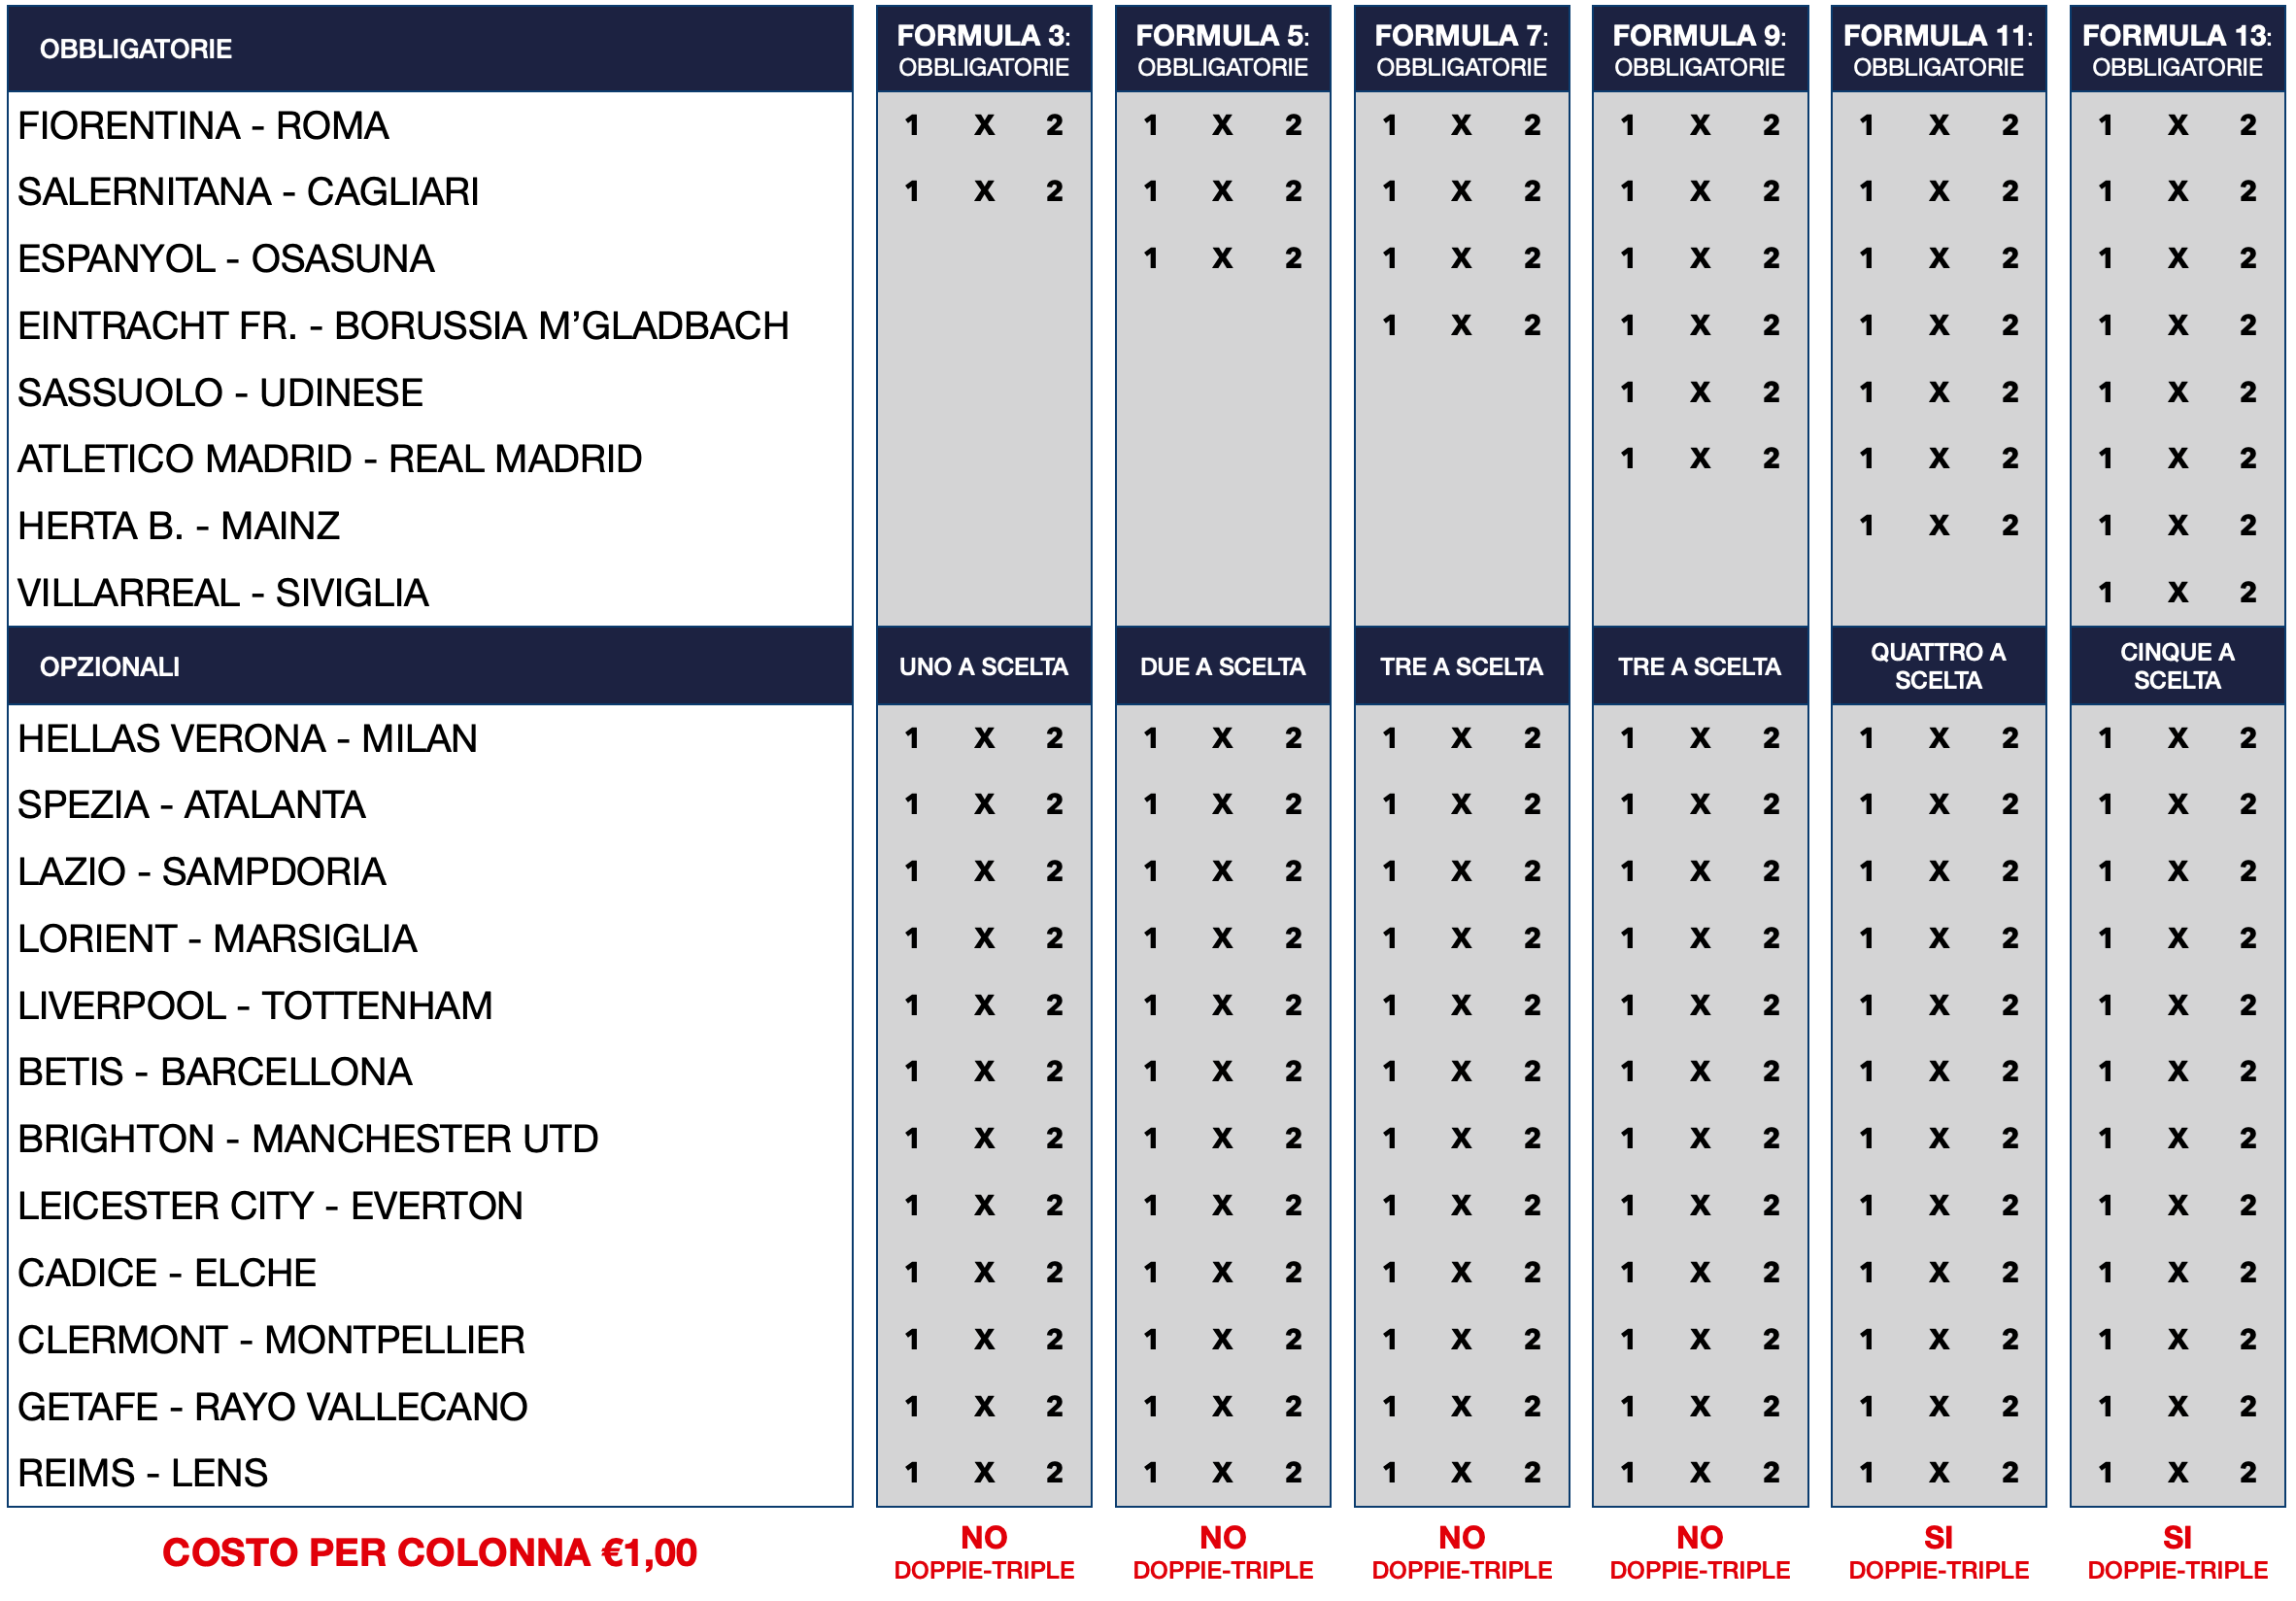 OBBLIGATORIE FORMULA 3: FORMULA 5: FORMULA 7: FORMULA 9: FORMULA 11: FORMULA 13:
OBBLIGATORIE OBBLIGATORIE OBBLIGATORIE OBBLIGATORIE OBBLIGATORIE OBBLIGATORIE
FIORENTINA - ROMA 1 X 2 1 X 2 1 X 2 1 X 2 1 X 2 1 X 2
SALERNITANA - CAGLIARI 1 X 2 1 X 2 1 X 2 1 X 2 1 X 2 1 X 2
ESPANYOL - OSASUNA 1 X 2 1 X 2 1 X 2 1 X 2 1 X 2
EINTRACHT FR. - BORUSSIA M’GLADBACH 1 X 2 1 X 2 1 X 2 1 X 2
SASSUOLO - UDINESE 1 X 2 1 X 2 1 X 2
ATLETICO MADRID - REAL MADRID 1 X 2 1 X 2 1 X 2
HERTA B. - MAINZ 1 X 2 1 X 2
VILLARREAL - SIVIGLIA 1 X 2
OPZIONALI UNO A SCELTA DUE A SCELTA TRE A SCELTA TRE A SCELTA QUATTRO A CINQUE A
SCELTA SCELTA
HELLAS VERONA - MILAN 1 X 2 1 X 2 1 X 2 1 X 2 1 X 2 1 X 2
SPEZIA - ATALANTA 1 X 2 1 X 2 1 X 2 1 X 2 1 X 2 1 X 2
LAZIO - SAMPDORIA 1 X 2 1 X 2 1 X 2 1 X 2 1 X 2 1 X 2
LORIENT - MARSIGLIA 1 X 2 1 X 2 1 X 2 1 X 2 1 X 2 1 X 2
LIVERPOOL - TOTTENHAM 1 X 2 1 X 2 1 X 2 1 X 2 1 X 2 1 X 2
BETIS - BARCELLONA 1 X 2 1 X 2 1 X 2 1 X 2 1 X 2 1 X 2
BRIGHTON - MANCHESTER UTD 1 X 2 1 X 2 1 X 2 1 X 2 1 X 2 1 X 2
LEICESTER CITY - EVERTON 1 X 2 1 X 2 1 X 2 1 X 2 1 X 2 1 X 2
CADICE - ELCHE 1 X 2 1 X 2 1 X 2 1 X 2 1 X 2 1 X 2
CLERMONT - MONTPELLIER 1 X 2 1 X 2 1 X 2 1 X 2 1 X 2 1 X 2
GETAFE - RAYO VALLECANO 1 X 2 1 X 2 1 X 2 1 X 2 1 X 2 1 X 2
REIMS - LENS 1 X 2 1 X 2 1 X 2 1 X 2 1 X 2 1 X 2
COSTO PER COLONNA €1,00 NO NO NO NO SI SI
DOPPIE-TRIPLE DOPPIE-TRIPLE DOPPIE-TRIPLE DOPPIE-TRIPLE DOPPIE-TRIPLE DOPPIE-TRIPLE